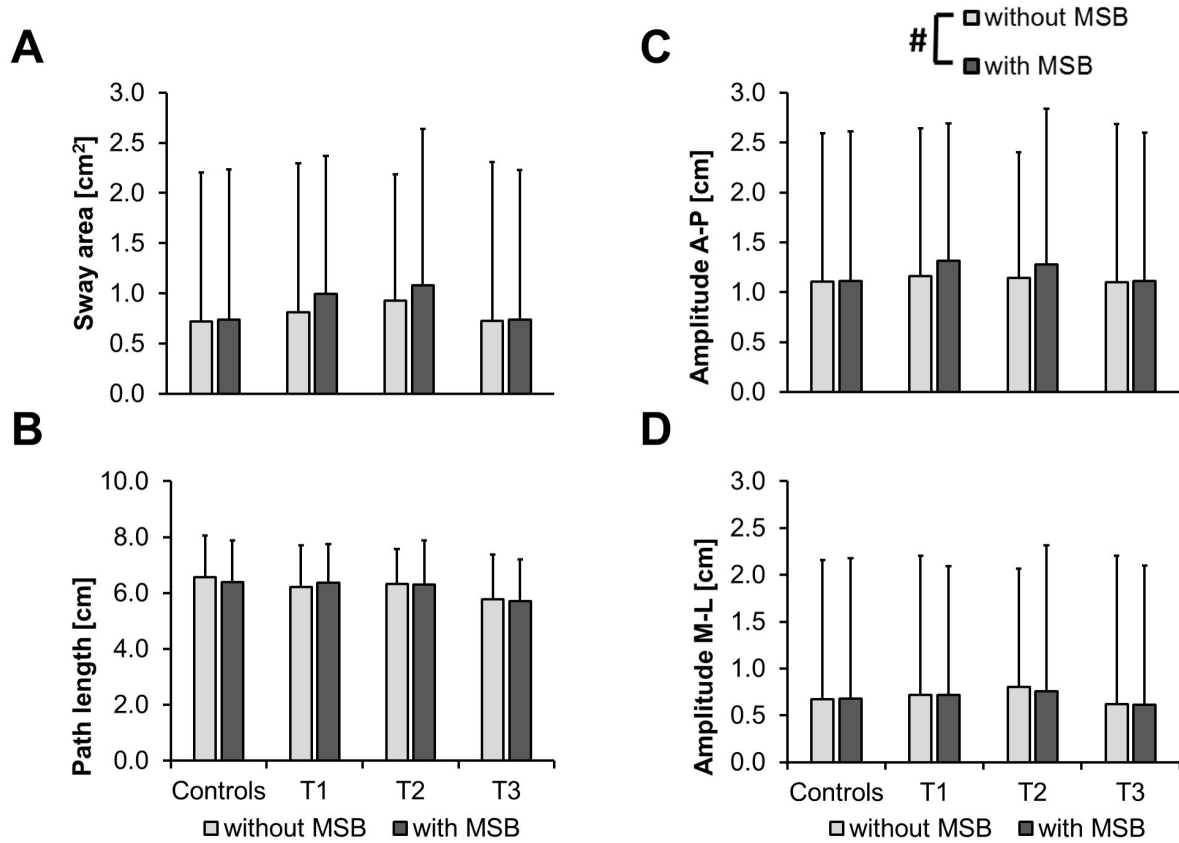 A
Sway area [cm²]
3.0
2.5
2.0
1.5
1.0
0.5
0.0
B
Path length [cm]
10.0
8.0
6.0
4.0
2.0
0.0
Controls T1 T2 T3
without MSB with MSB
C
# without MSB
with MSB
Amplitude A-P [cm]
3.0
2.5
2.0
1.5
1.0
0.5
0.0
D
Amplitude M-L [cm]
3.0
2.5
2.0
1.5
1.0
0.5
0.0
Controls T1 T2 T3
without MSB with MSB